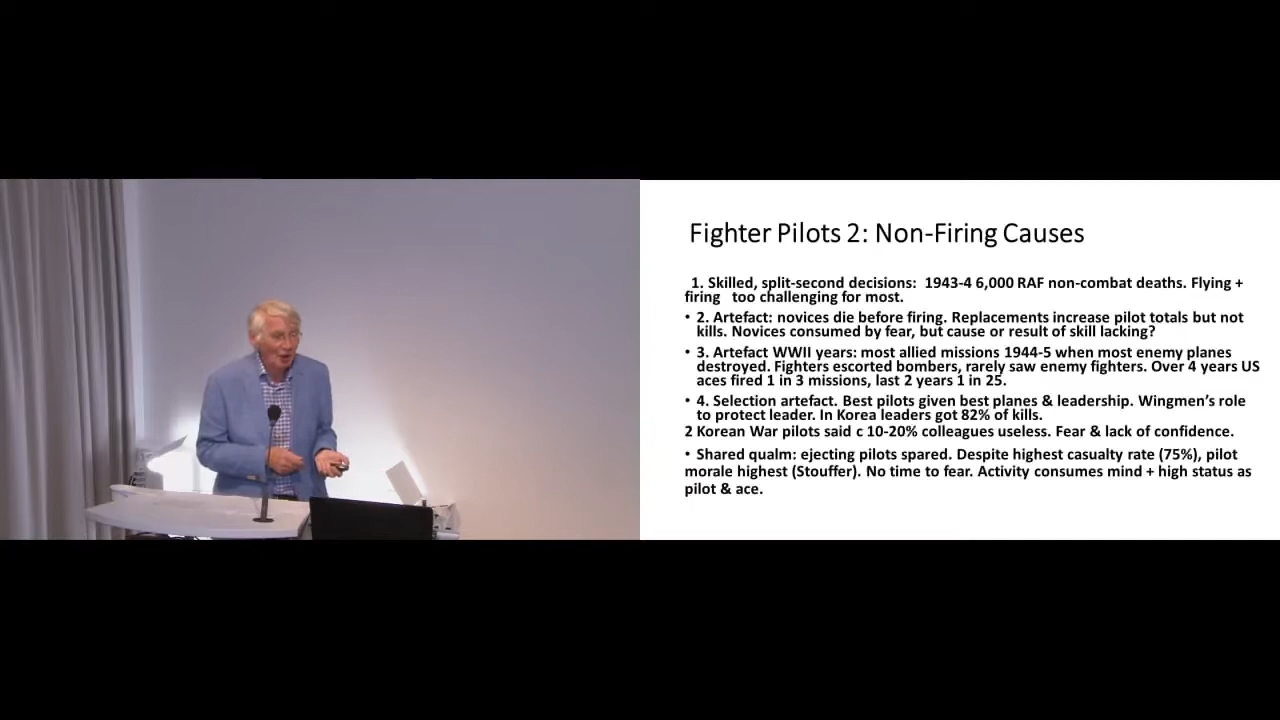 Fighter Pilots 2: Non-Firing Causes
1. Skilled, split-second decisions: 1943-4 6,000 RAF non-combat deaths. Flying +
firing too challenging for most.
• 2. Artefact: novices die before firing. Replacements increase pilot totals but not
kills. Novices consumed by fear, but cause or result of skill lacking?
• 3. Artefact WWII years: most allied missions 1944-5 when most enemy planes
destroyed. Fighters escorted bombers, rarely saw enemy fighters. Over 4 years US
aces fired 1 in 3 missions, last 2 years 1 in 25.
• 4. Selection artefact. Best pilots given best planes & leadership. Wingmen's role
to protect leader. In Korea leaders got 82% of kills.
2 Korean War pilots said c 10-20% colleagues useless. Fear & lack of confidence.
• Shared qualm: ejecting pilots spared. Despite highest casualty rate (75%), pilot
morale highest (Stouffer). No time to fear. Activity consumes mind + high status as
pilot & ace.